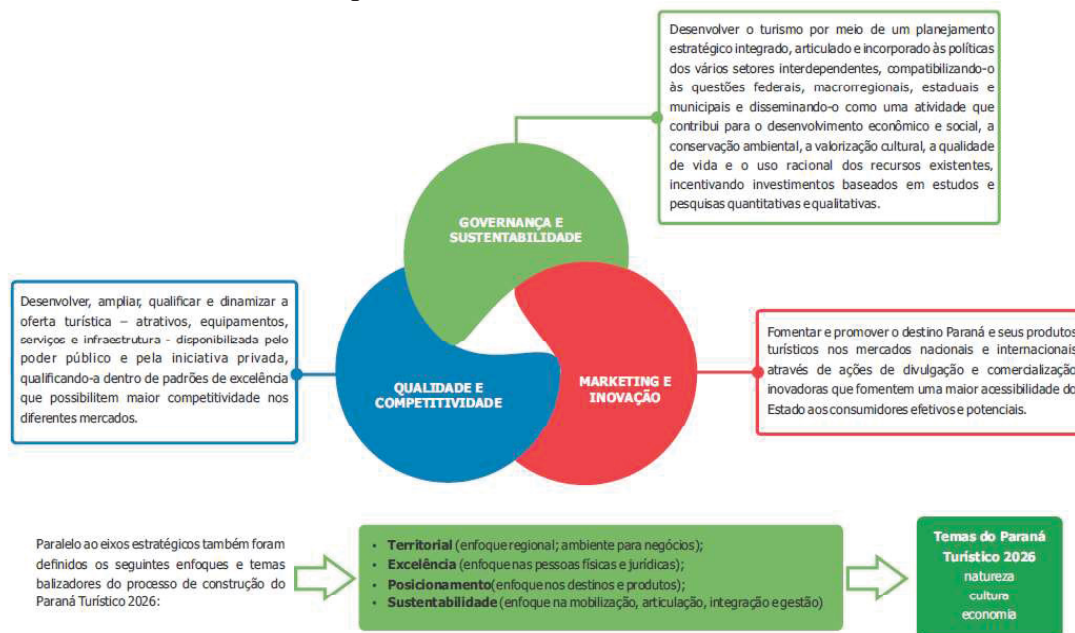 Desenvolver o turismo por meio de um planejamento
estratégico integrado, articulado e incorporado às políticas
dos vários setores interdependentes, compatibilizando-o
às questões federais, macrorregionais, estaduais e
municipais e disseminando-o como uma atividade que
contribui para o desenvolvimento econômico e social, a
conservação ambiental, a valorização cultural, a qualidade
de vida e o uso racional dos recursos existentes,
incentivando investimentos baseados em estudos e
pesquisas quantitativas e qualitativas.
GOVERNANÇA E
SUSTENTABILIDADE
Desenvolver, ampliar, qualificar e dinamizar a
oferta turística – atrativos, equipamentos,
serviços e infraestrutura - disponibilizada pelo
poder público e pela iniciativa privada,
qualificando-a dentro de padrões de excelência
que possibilitem maior competitividade nos
diferentes mercados.
QUALIDADE E
COMPETITIVIDADE
MARKETING E
INOVAÇÃO
Fomentar e promover o destino Paraná e seus produtos
turísticos nos mercados nacionais e internacionais
através de ações de divulgação e comercialização
inovadoras que fomentem uma maior acessibilidade do
Estado aos consumidores efetivos e potenciais.
Paralelo ao eixos estratégicos também foram
definidos os seguintes enfoques e temas
balizadores do processo de construção do
Paraná Turístico 2026:
• Territorial (enfoque regional; ambiente para negócios);
• Excelência (enfoque nas pessoas físicas e jurídicas);
• Posicionamento(enfoque nos destinos e produtos);
• Sustentabilidade (enfoque na mobilização, articulação, integração e gestão)
Temas do Paraná
Turístico 2026
natureza
cultura
economia